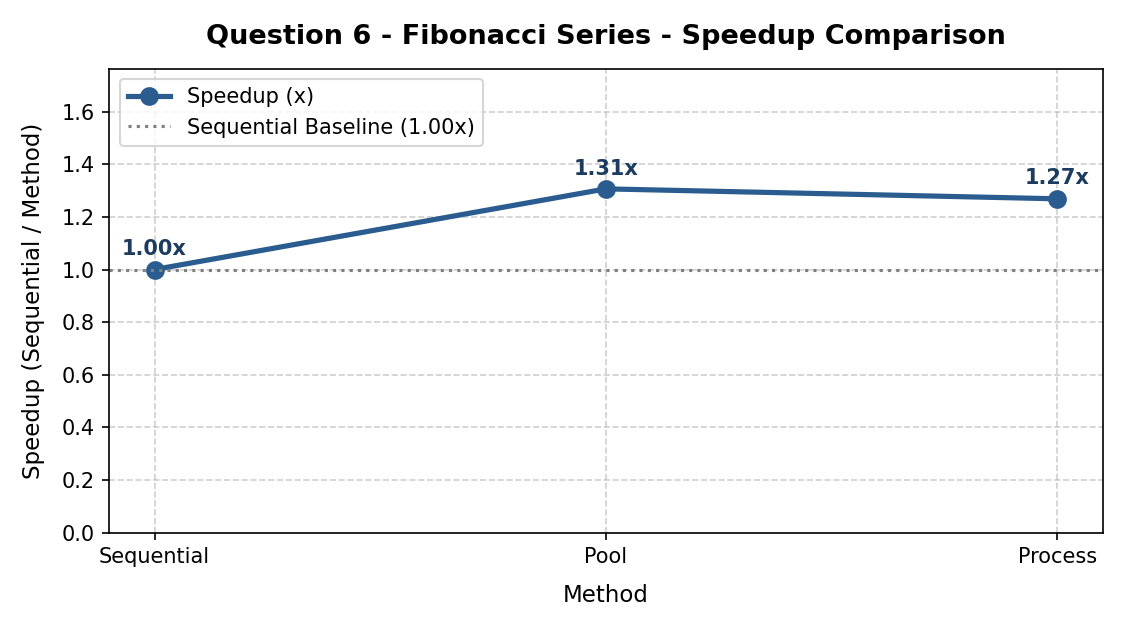 Question 6 - Fibonacci Series - Speedup Comparison
Speedup (x)
Sequential Baseline (1.00x)
Speedup (Sequential / Method)
1.6
1.4
1.2
1.0
0.8
0.6
0.4
0.2
0.0
1.00x
1.31x
1.27x
Sequential
Pool
Process
Method